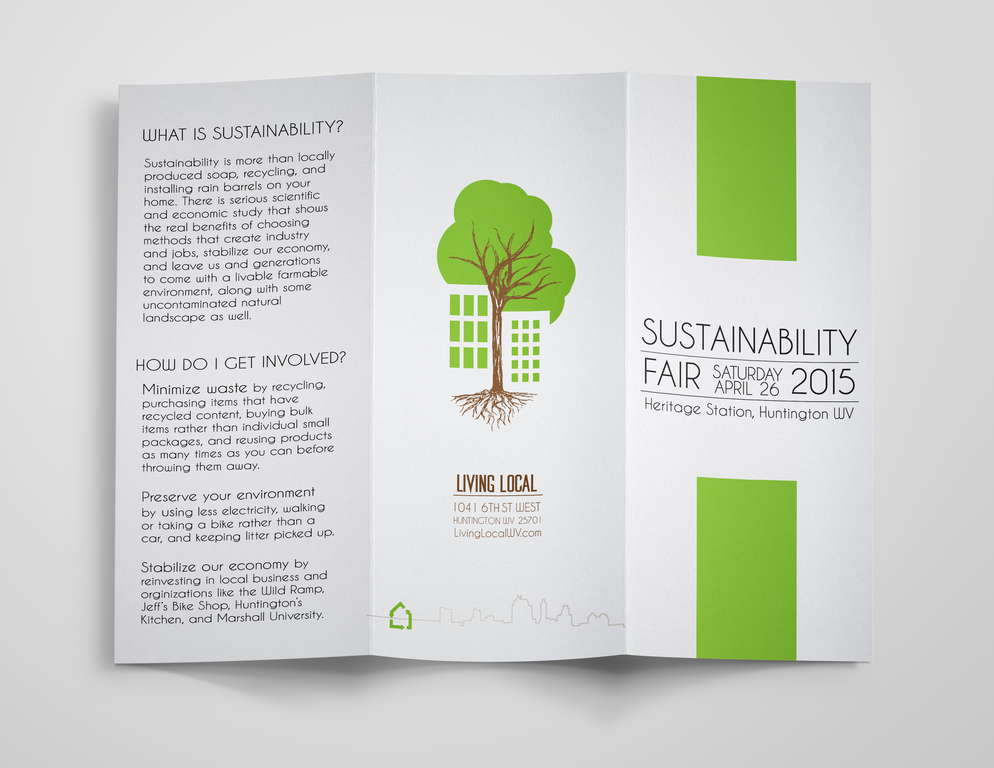 WHAT IS SUSTAINABILITY?
Sustainability is more than locally
produced soap, recycling, and
installing rain barrels on your
home. There is serious scientific
and economic study that shows
the real benefits of choosing
methods that create industry
and jobs, stabilize our economy,
and leave us and generations
to come with a livable farmable
environment, along with some
uncontaminated natural
landscape as well.
HOW DO I GET INVOLVED?
Minimize waste by recycling,
purchasing items that have
recycled content, buying bulk
items rather than individual small
packages, and reusing products
as many times as you can before
throwing them away.
Preserve your environment
by using less electricity, walking
or taking a bike rather than a
car, and keeping litter picked up.
Stabilize our economy by
reinvesting in local business and
orginizations like the Wild Ramp,
Jeff's Bike Shop, Huntington's
Kitchen, and Marshall University.
LIVING LOCAL
1041 6TH ST WEST
HUNTINGTON WV 25701
LivingLocalWV.com
SUSTAINABILITY
FAIR SATURDAY APRIL 26 2015
Heritage Station, Huntington WV